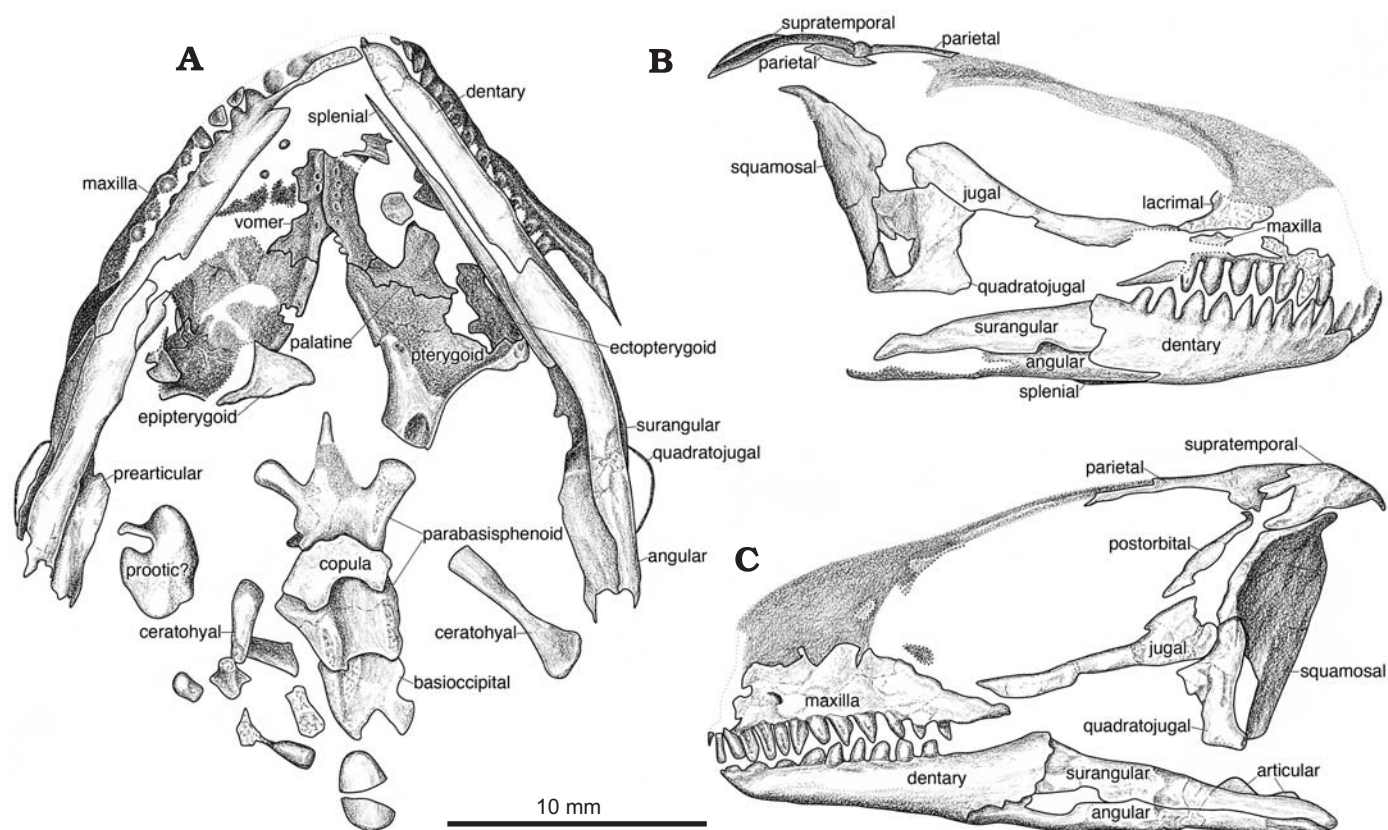 A
dentary
splenial
maxilla
vomer
palatine
pterygoid
ectopterygoid
epipterygoid
surangular
quadratojugal
prearticular
parabasisphenoid
prootic?
copula
angular
ceratohyal
ceratohyal
basioccipital
10 mm
B
supratemporal
parietal
parietal
squamosal
jugal
lacrimal
maxilla
quadratojugal
surangular
dentary
angular
splenial
C
supratemporal
parietal
postorbital
jugal
squamosal
maxilla
quadratojugal
articular
dentary
surangular
angular